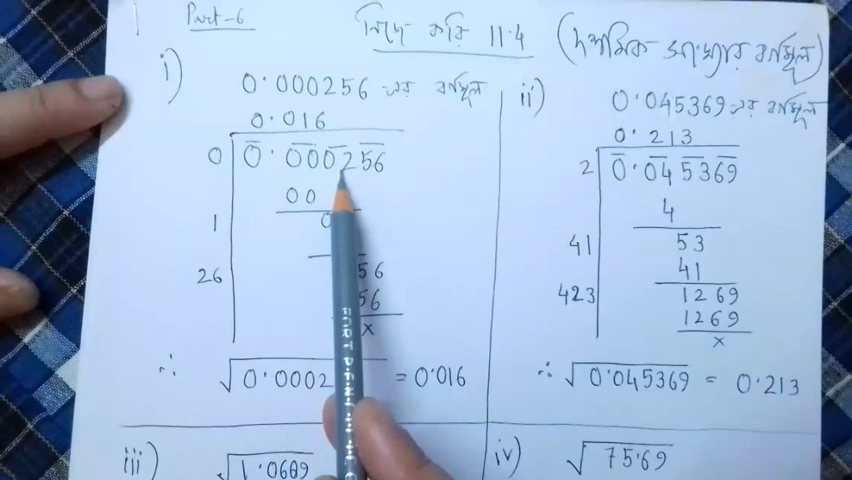 Part-6
নিজে করি 11.4 (দশমিক সংখ্যার বর্গমূল)
i) 0.000256 এর বর্গমূল
0.016
0 0.000256
00
1 0
26 56
56
x
∴ √0.0002 = 0.016
ii) 0.045369 এর বর্গমূল
0.213
2 0.045369
4
41 53
41
423 1269
1269
x
∴ √0.045369 = 0.213
iii) √1.0609
iv) √75.69